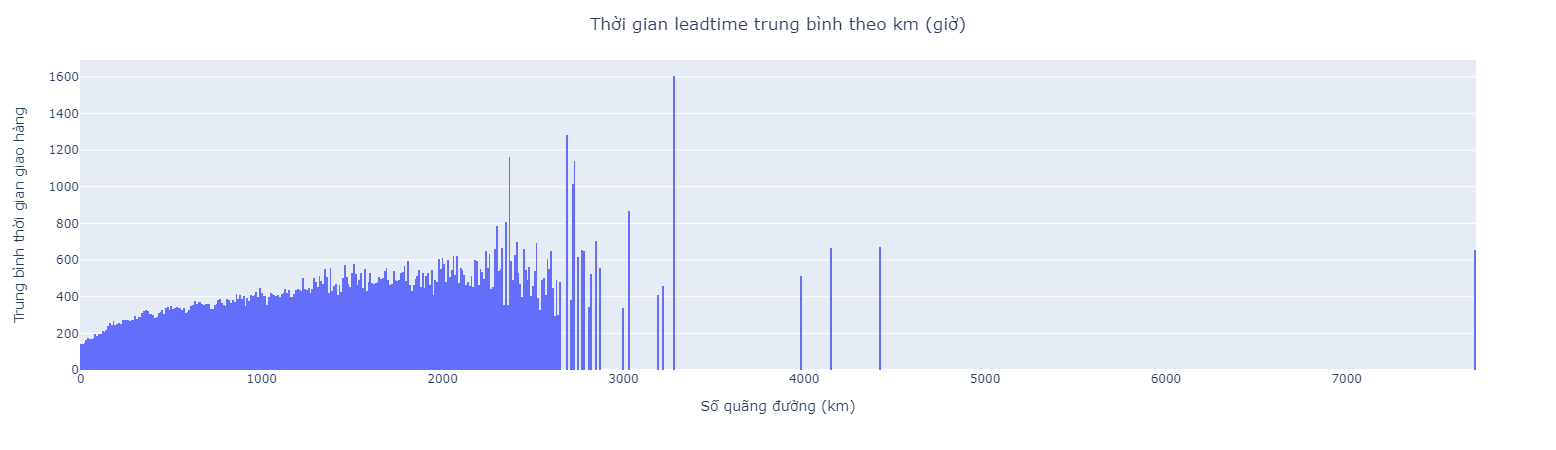 Thời gian leadtime trung bình theo km (giờ)
Trung bình thời gian giao hàng
1600
1400
1200
1000
800
600
400
200
0
0 1000 2000 3000 4000 5000 6000 7000
Số quãng đường (km)